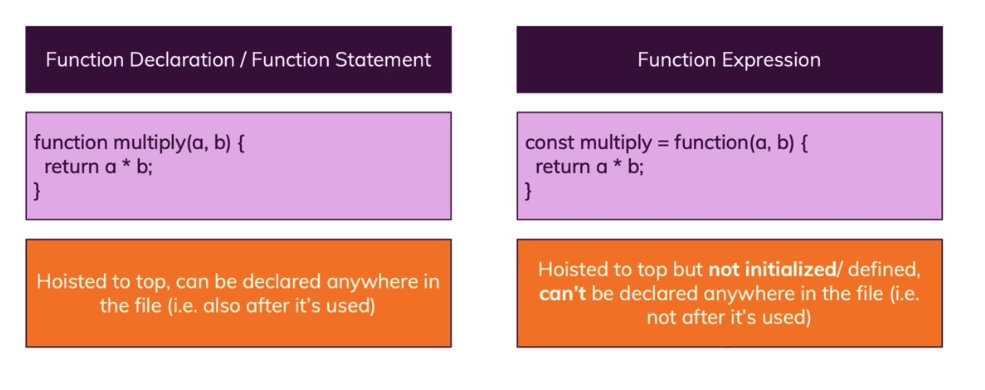 Function Declaration / Function Statement
function multiply(a, b) {
return a * b;
}
Hoisted to top, can be declared anywhere in
the file (i.e. also after it's used)
Function Expression
const multiply = function(a, b) {
return a * b;
}
Hoisted to top but not initialized/ defined,
can't be declared anywhere in the file (i.e.
not after it's used)